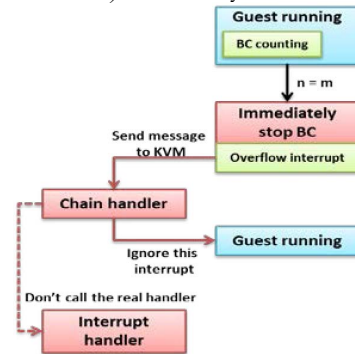 Guest running
BC counting
n = m
Immediately
stop BC
Send message
to KVM
Overflow interrupt
Chain handler
Guest running
Ignore this
interrupt
Don't call the real handler
Interrupt
handler